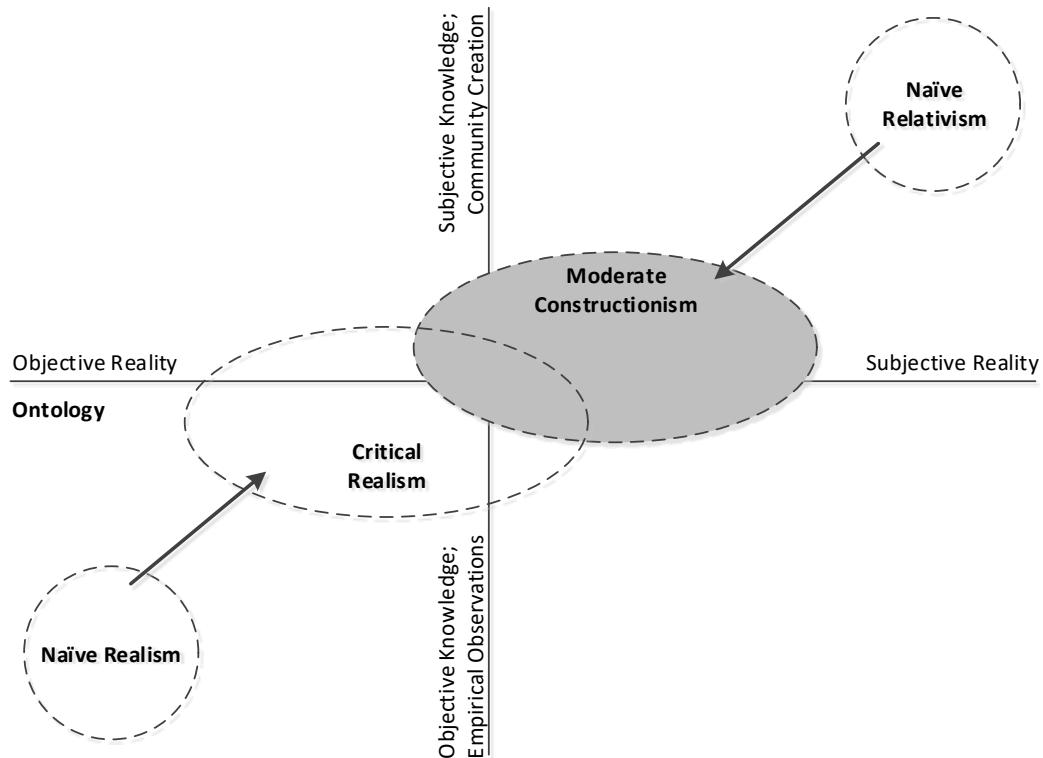 Subjective Knowledge;
Community Creation
Naïve
Relativism
Moderate
Constructionism
Objective Reality
Subjective Reality
Ontology
Critical
Realism
Naïve Realism
Objective Knowledge;
Empirical Observations